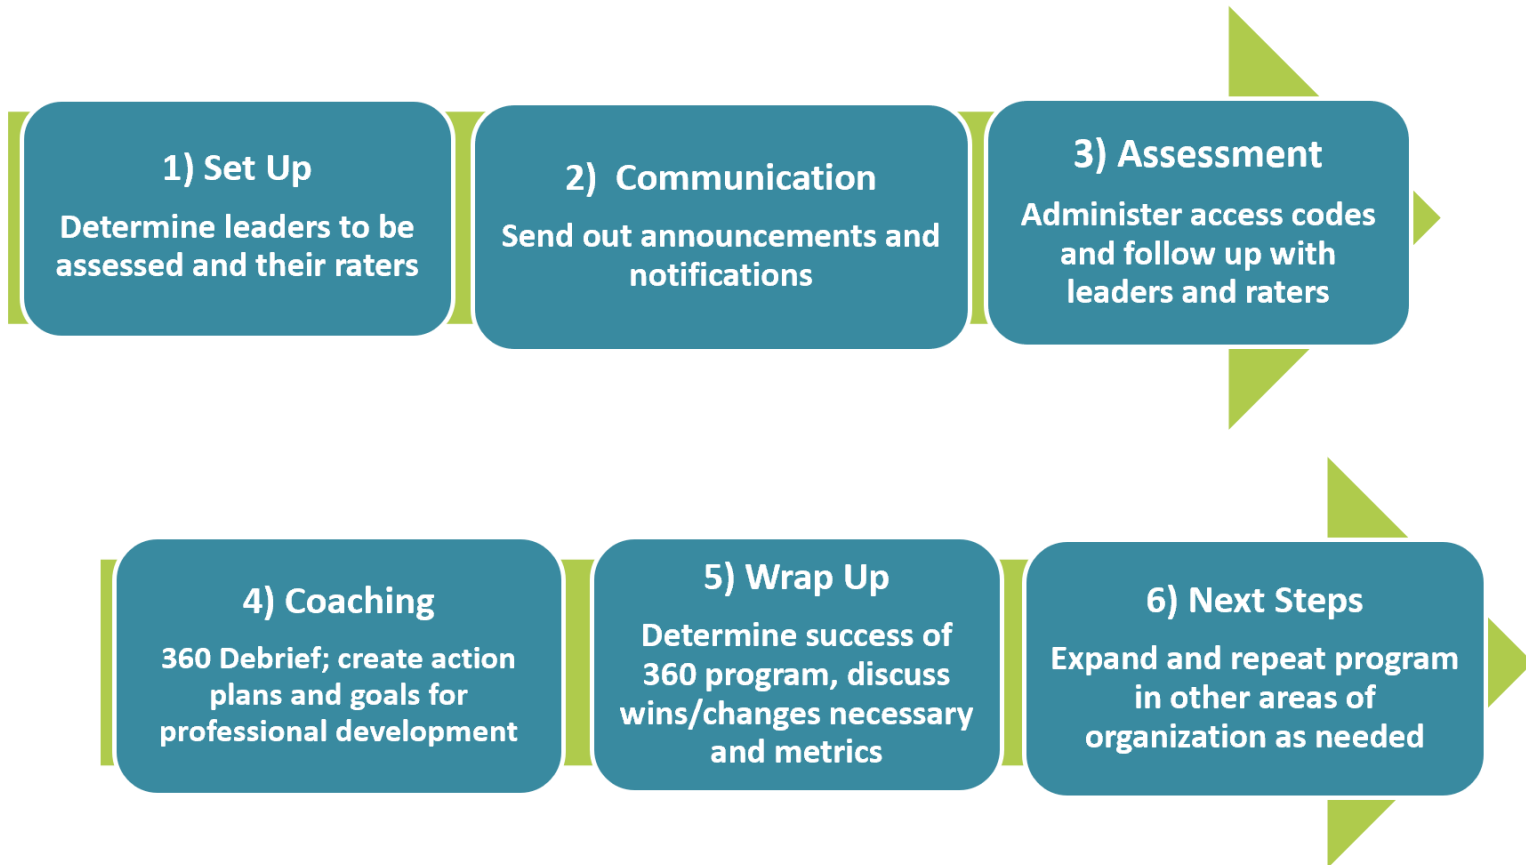 1) Set Up
Determine leaders to be
assessed and their raters
2)  Communication
Send out announcements and
notifications
3) Assessment
Administer access codes
and follow up with
leaders and raters
4) Coaching
360 Debrief; create action
plans and goals for
professional development
5) Wrap Up
Determine success of
360 program, discuss
wins/changes necessary
and metrics
6) Next Steps
Expand and repeat program
in other areas of
organization as needed